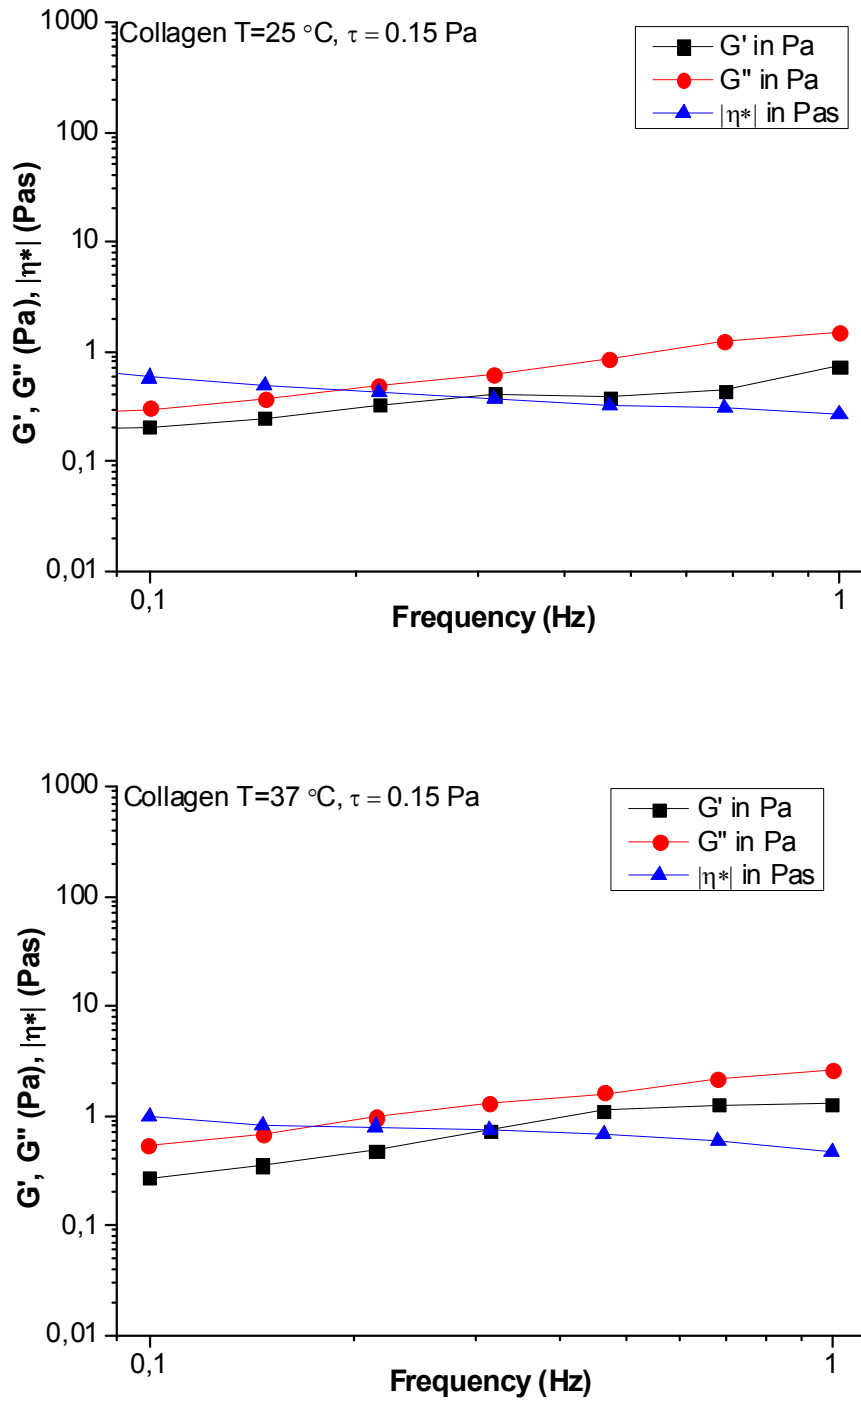 Collagen T=25 °C, τ = 0.15 Pa
G' in Pa
G" in Pa
|η*| in Pas
1000
100
10
1
0,1
0,01
G', G" (Pa), |η*| (Pas)
0,1
1
Frequency (Hz)
Collagen T=37 °C, τ = 0.15 Pa
G' in Pa
G" in Pa
|η*| in Pas
1000
100
10
1
0,1
0,01
G', G" (Pa), |η*| (Pas)
0,1
1
Frequency (Hz)